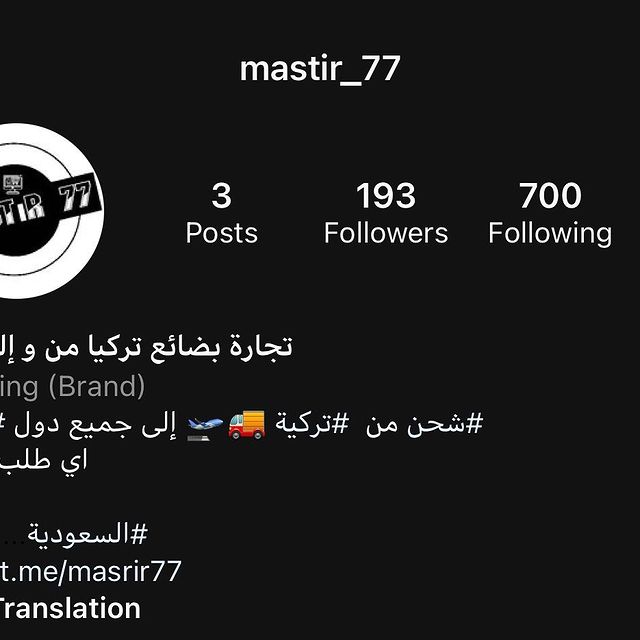 mastir_77
TIR 77
3 193 700
Posts Followers Following
تجارة بضائع تركيا من و
ing (Brand)
#شحن من #تركية 🚚🛫 إلى جميع دول #
اي طلب
#السعودية...
t.me/masrir77
Translation